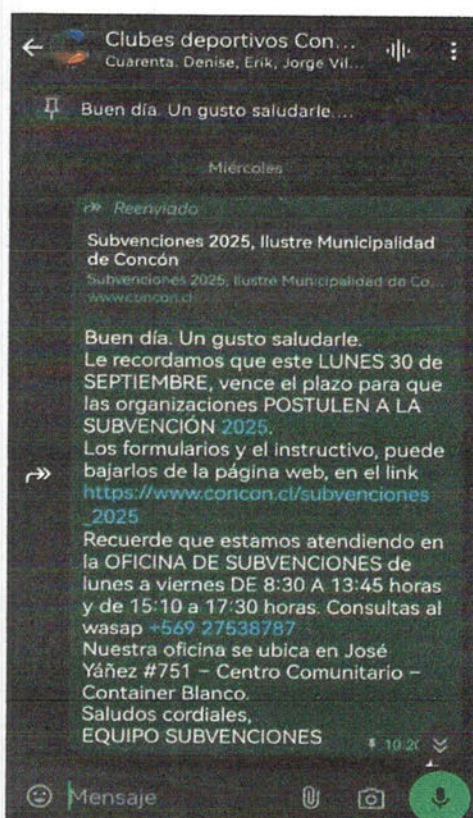 Clubes deportivos Con...
Cuarenta. Denise, Erik, Jorge Vil...
Buen día. Un gusto saludarle....
Miércoles
Reenviado
Subvenciones 2025, Ilustre Municipalidad
de Concón
Subvenciones 2025, Ilustre Municipalidad de Co...
www.concon.cl
Buen día. Un gusto saludarle.
Le recordamos que este LUNES 30 de
SEPTIEMBRE, vence el plazo para que
las organizaciones POSTULEN A LA
SUBVENCIÓN 2025.
Los formularios y el instructivo, puede
bajarlos de la página web, en el link
https://www.concon.cl/subvenciones
_2025
Recuerde que estamos atendiendo en
la OFICINA DE SUBVENCIONES de
lunes a viernes DE 8:30 A 13:45 horas
y de 15:10 a 17:30 horas. Consultas al
wasap +569 27538787
Nuestra oficina se ubica en José
Yáñez #751 – Centro Comunitario –
Container Blanco.
Saludos cordiales,
EQUIPO SUBVENCIONES
Mensaje